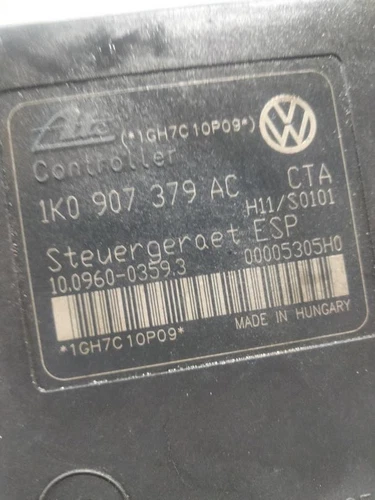 Ate (*1GH7C10P09*)
Controller
1K0 907 379 AC CTA
H11/S0101
Steuergeraet ESP
10.0960-0359.3 00005305H0
*1GH7C10P09* MADE IN HUNGARY